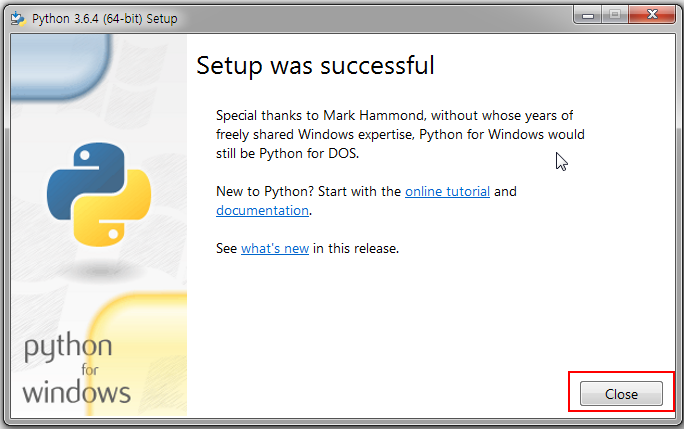 Python 3.6.4 (64-bit) Setup
Setup was successful
Special thanks to Mark Hammond, without whose years of
freely shared Windows expertise, Python for Windows would
still be Python for DOS.
New to Python? Start with the online tutorial and
documentation.
See what's new in this release.
python
for
windows
Close